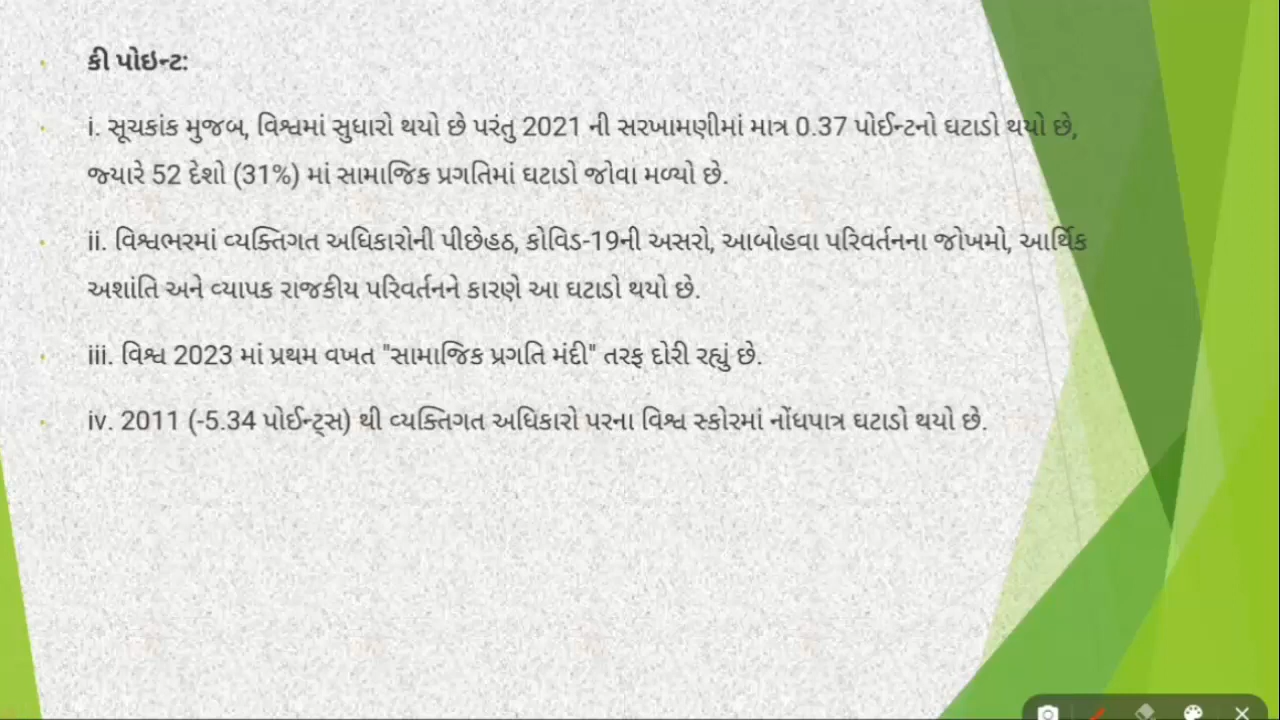 કી પોઇન્ટ:
i. સૂચકાંક મુજબ, વિશ્વમાં સુધારો થયો છે પરંતુ 2021 ની સરખામણીમાં માત્ર 0.37 પોઈન્ટનો ઘટાડો થયો છે,
જ્યારે 52 દેશો (31%) માં સામાજિક પ્રગતિમાં ઘટાડો જોવા મળ્યો છે.
ii. વિશ્વભરમાં વ્યક્તિગત અધિકારોની પીછેહઠ, કોવિડ-19ની અસરો, આબોહવા પરિવર્તનના જોખમો, આર્થિક
અશાંતિ અને વ્યાપક રાજકીય પરિવર્તનને કારણે આ ઘટાડો થયો છે.
iii. વિશ્વ 2023 માં પ્રથમ વખત "સામાજિક પ્રગતિ મંદી" તરફ દોરી રહ્યું છે.
iv. 2011 (-5.34 પોઈન્ટ્સ) થી વ્યક્તિગત અધિકારો પરના વિશ્વ સ્કોરમાં નોંધપાત્ર ઘટાડો થયો છે.